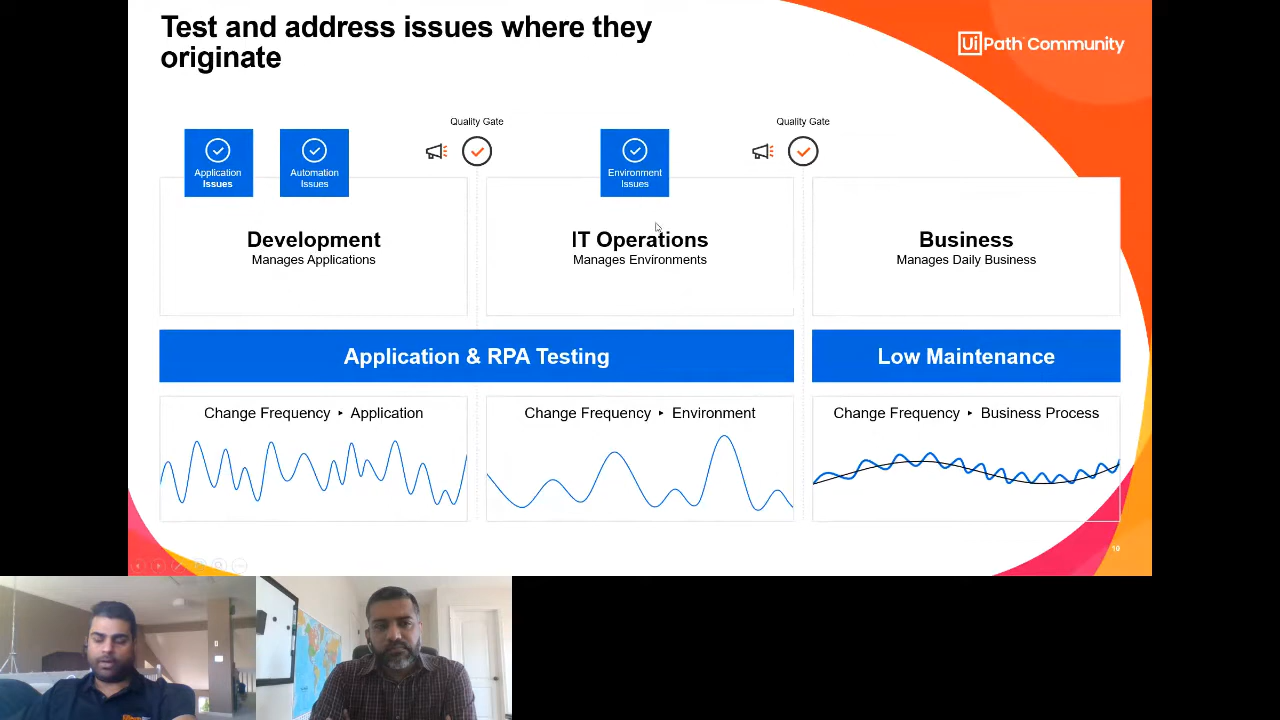 Test and address issues where they
originate
UiPath Community
Quality Gate
Quality Gate
Application
Issues
Automation
Issues
Environment
Issues
Development
Manages Applications
IT Operations
Manages Environments
Business
Manages Daily Business
Application & RPA Testing
Low Maintenance
Change Frequency ‣ Application
Change Frequency ‣ Environment
Change Frequency ‣ Business Process
10